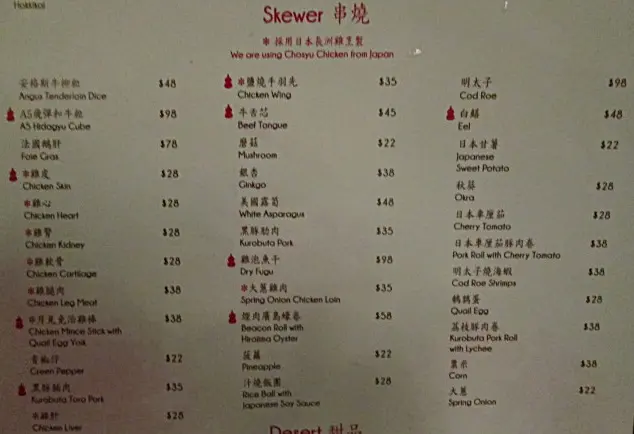 Hokkikoi
Skewer 串燒
串 採用日本長洲雞烹製
We are using Chosyu Chicken from Japan
安格斯牛柳粒 $48
Angus Tenderloin Dice
A5飛彈和牛粒 $98
A5 Hidagyu Cube
法國鵝肝 $78
Foie Gras
串雞皮 $28
Chicken Skin
串雞心 $28
Chicken Heart
串雞腎 $28
Chicken Kidney
串雞軟骨 $28
Chicken Cartilage
串雞腿肉 $38
Chicken Leg Meat
串月見免治雞棒 $38
Chicken Mince Stick with
Quail Egg Yolk
青椒仔 $22
Green Pepper
黑豚腩肉 $35
Kurobuta Toro Pork
串雞肝 $28
Chicken Liver
串鹽燒手羽先 $35
Chicken Wing
牛舌芯 $45
Beef Tongue
蘑菇 $22
Mushroom
銀杏 $38
Ginkgo
美國露筍 $48
White Asparagus
黑豚肋肉 $35
Kurobuta Pork
雞泡魚干 $98
Dry Fugu
串大蔥雞肉 $35
Spring Onion Chicken Loin
煙肉廣島蠔卷 $58
Beacon Roll with
Hiroima Oyster
菠蘿 $22
Pineapple
汁燒飯團 $28
Rice Ball with
Japanese Soy Sauce
明太子 $98
Cod Roe
白鱔 $48
Eel
日本甘薯 $22
Japanese
Sweet Potato
秋葵 $28
Okra
日本車厘茄 $28
Cherry Tomato
日本車厘茄豚肉卷 $38
Pork Roll with Cherry Tomato
明太子燒海蝦 $38
Cod Roe Shrimps
鵪鶉蛋 $28
Quail Egg
荔枝豚肉卷 $38
Kurobuta Pork Roll
with Lychee
粟米 $38
Corn
大蔥 $22
Spring Onion
Desert 甜品